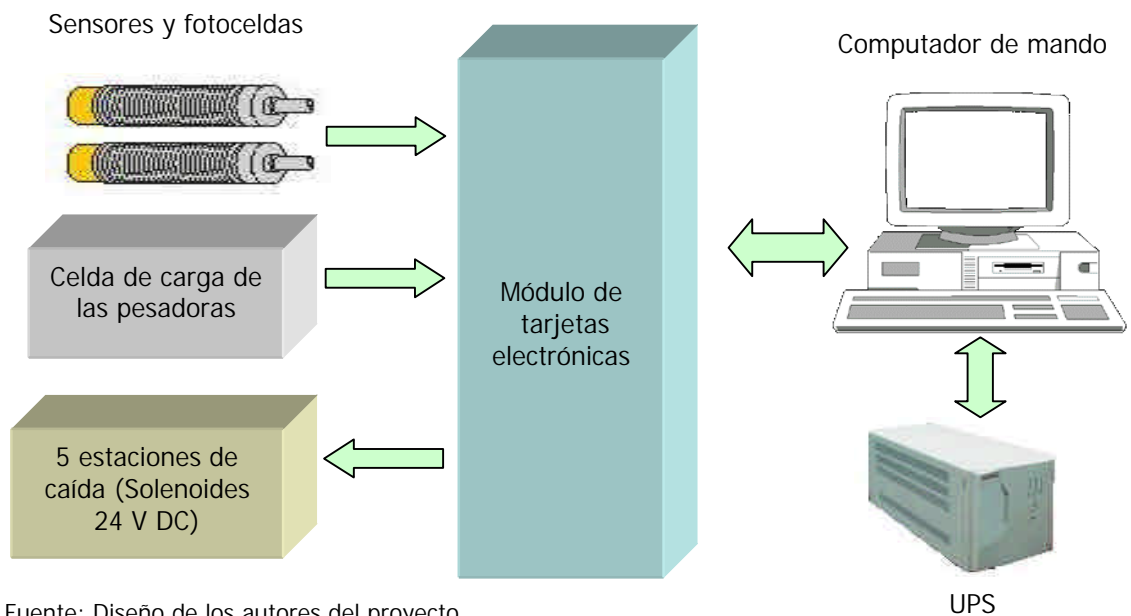 Sensores y fotoceldas
Computador de mando
Celda de carga de
las pesadoras
Módulo de
tarjetas
electrónicas
5 estaciones de
caída (Solenoides
24 V DC)
UPS
Fuente: Diseño de los autores del proyecto